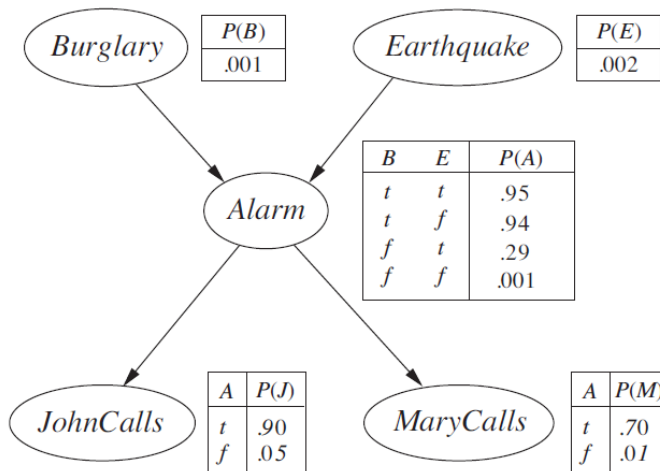 Burglary
P(B)
.001
Earthquake
P(E)
.002
Alarm
B E P(A)
t t .95
t f .94
f t .29
f f .001
JohnCalls
A P(J)
t .90
f .05
MaryCalls
A P(M)
t .70
f .01